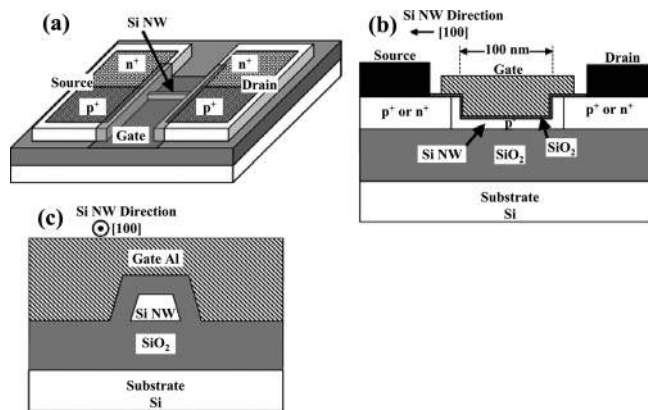 (a)
Si NW
n+
n+
Source
Drain
p+
p+
Gate
(b)
Si NW Direction
[100]
Source
100 nm
Drain
Gate
p+ or n+
p+ or n+
p-
Si NW
SiO2
SiO2
Substrate
Si
(c)
Si NW Direction
[100]
Gate Al
Si NW
SiO2
Substrate
Si